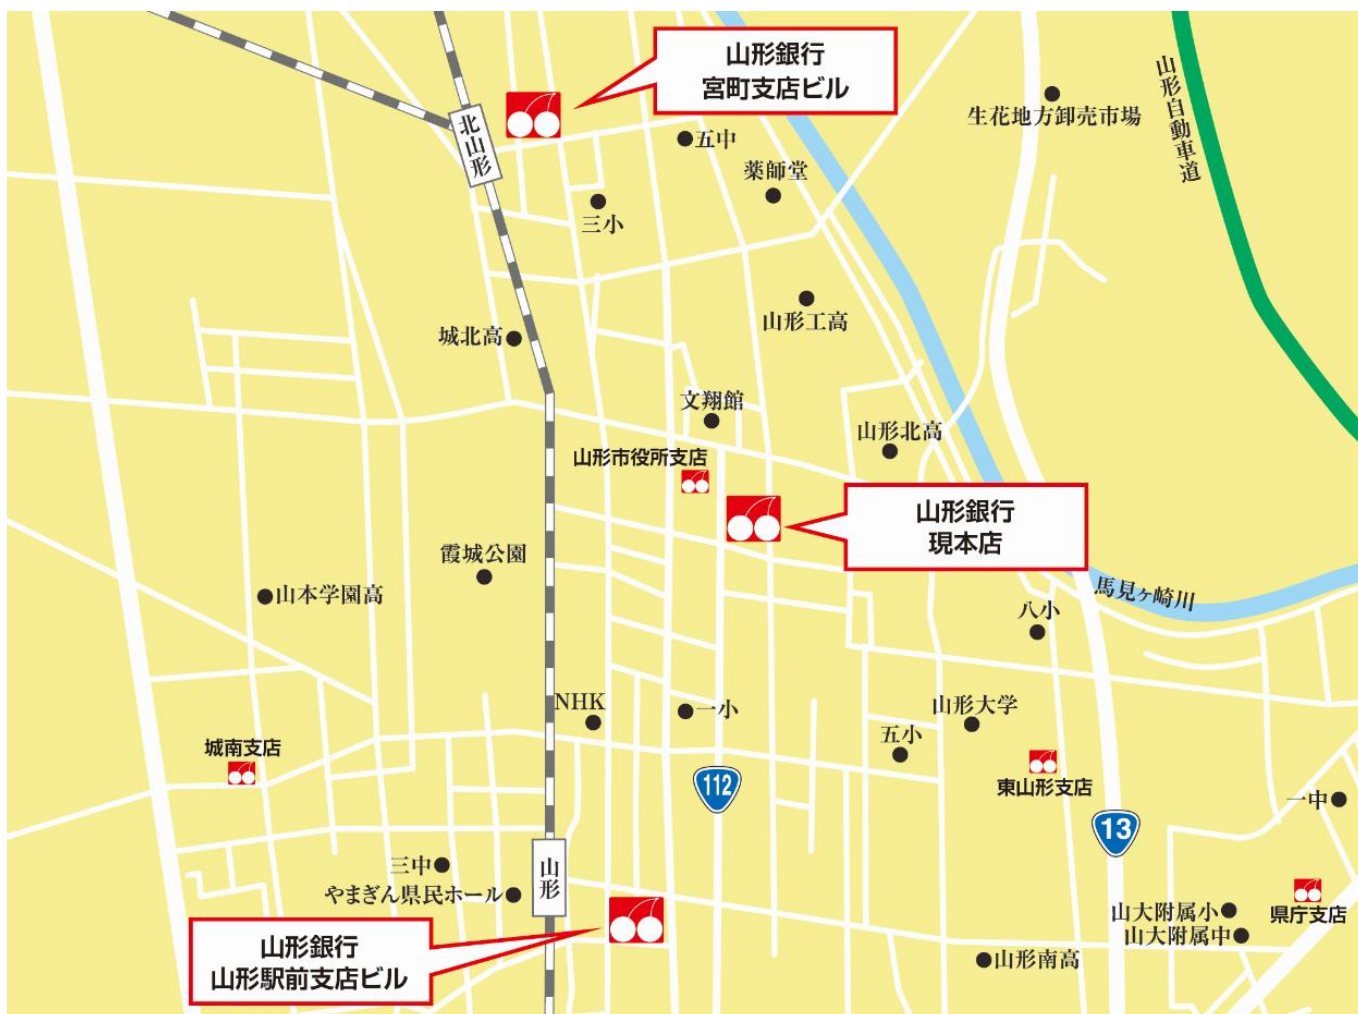 山形銀行
宮町支店ビル
山形自動車道
生花地方卸売市場
北山形
五中
薬師堂
三小
山形工高
城北高
文翔館
山形北高
山形市役所支店
山形銀行
現本店
霞城公園
山本学園高
馬見ヶ崎川
八小
NHK
一小
山形大学
五小
城南支店
112
東山形支店
一中
13
三中
山形
やまぎん県民ホール
山大附属小
県庁支店
山大附属中
山形銀行
山形駅前支店ビル
山形南高